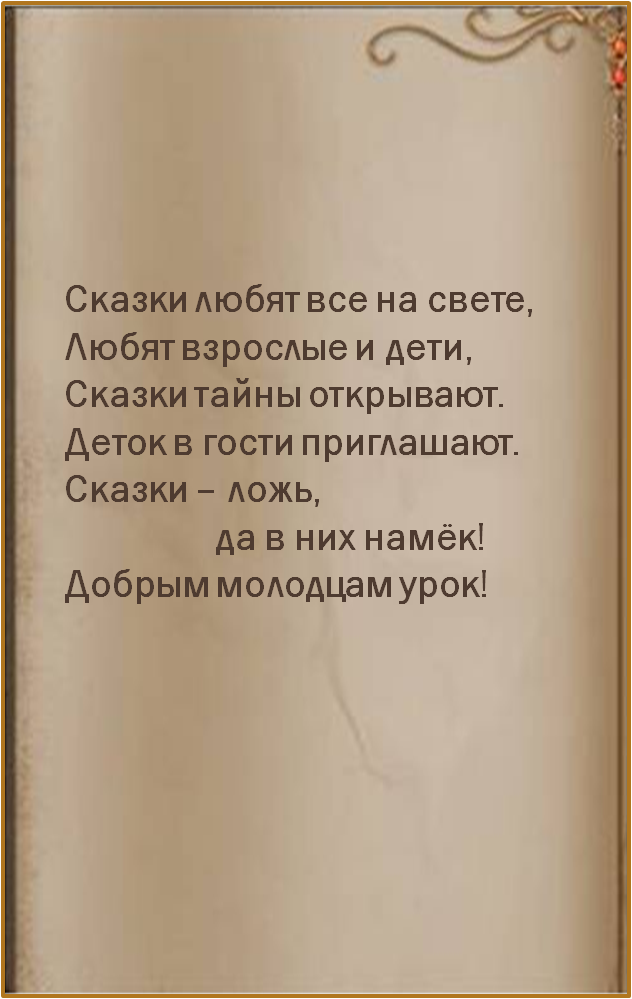 Сказки любят все на свете,
Любят взрослые и дети,
Сказки тайны открывают.
Деток в гости приглашают.
Сказки – ложь,
да в них намёк!
Добрым молодцам урок!